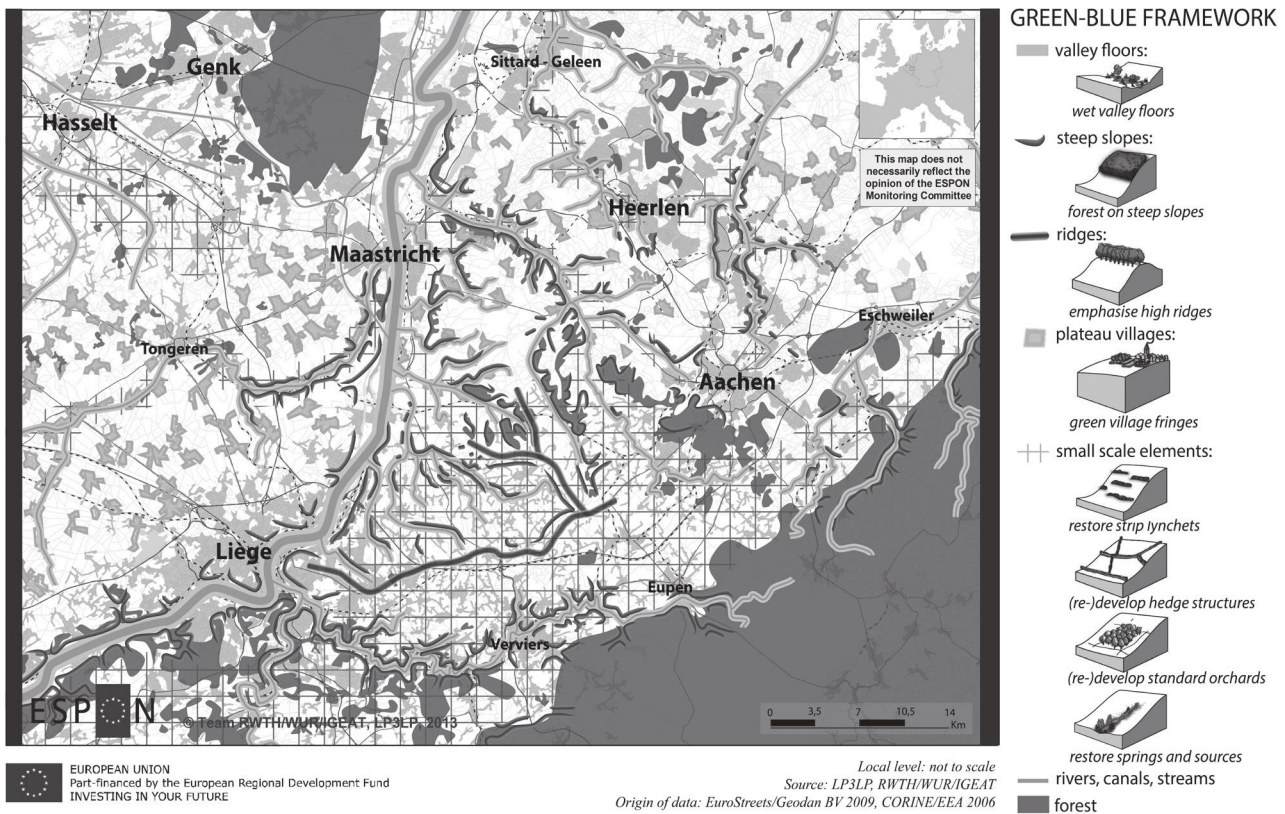 GREEN-BLUE FRAMEWORK
Genk
Sittard - Geleen
Hasselt
This map does not
necessarily reflect the
opinion of the ESPON
Monitoring Committee
Heerlen
Maastricht
Eschweiler
Tongeren
Aachen
Liege
Eupen
Verviers
ESPON
© Team RWTH/WUR/IGEAT, LP3LP, 2013
0 3,5 7 10,5 14
Km
valley floors:
wet valley floors
steep slopes:
forest on steep slopes
ridges:
emphasise high ridges
plateau villages:
green village fringes
small scale elements:
restore strip lynchets
(re-)develop hedge structures
(re-)develop standard orchards
restore springs and sources
rivers, canals, streams
forest
EUROPEAN UNION
Part-financed by the European Regional Development Fund
INVESTING IN YOUR FUTURE
Local level: not to scale
Source: LP3LP, RWTH/WUR/IGEAT
Origin of data: EuroStreets/Geodan BV 2009, CORINE/EEA 2006